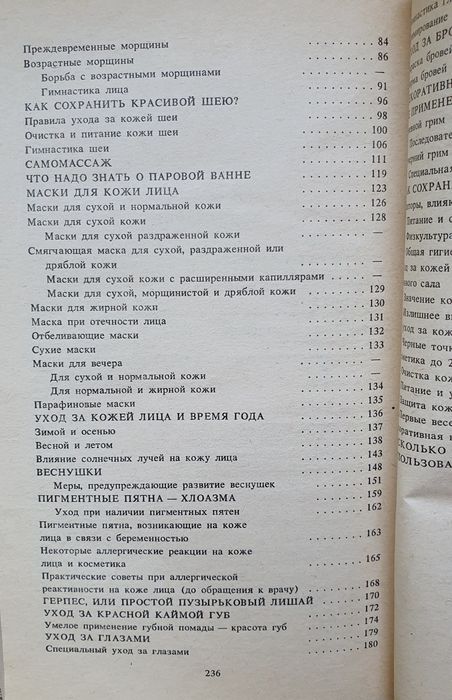 Преждевременные морщины . . . . . . . . 84
Возрастные морщины . . . . . . . . 86
Борьба с возрастными морщинами . . . . . . . . —
Гимнастика лица . . . . . . . . 91
КАК СОХРАНИТЬ КРАСИВОЙ ШЕЮ? . . . . . . . . 96
Правила ухода за кожей шеи . . . . . . . . 98
Очистка и питание кожи шеи . . . . . . . . 100
Гимнастика шеи . . . . . . . . 106
САМОМАССАЖ . . . . . . . . 111
ЧТО НАДО ЗНАТЬ О ПАРОВОЙ ВАННЕ . . . . . . . . 119
МАСКИ ДЛЯ КОЖИ ЛИЦА . . . . . . . . 123
Маски для сухой и нормальной кожи . . . . . . . . 126
Маски для сухой кожи . . . . . . . . 128
Маски для сухой раздраженной кожи . . . . . . . . —
Смягчающая маска для сухой, раздраженной или
дряблой кожи . . . . . . . . —
Маски для сухой кожи с расширенными капиллярами . . . . . . . . —
Маски для сухой, морщинистой и дряблой кожи . . . . . . . . 129
Маски для жирной кожи . . . . . . . . 130
Маска при отечности лица . . . . . . . . 131
Отбеливающие маски . . . . . . . . 132
Сухие маски . . . . . . . . 133
Маски для вечера . . . . . . . . —
Для сухой и нормальной кожи . . . . . . . . —
Для нормальной и жирной кожи . . . . . . . . 134
Парафиновые маски . . . . . . . . 135
УХОД ЗА КОЖЕЙ ЛИЦА И ВРЕМЯ ГОДА . . . . . . . . 136
Зимой и осенью . . . . . . . . 137
Весной и летом . . . . . . . . 138
Влияние солнечных лучей на кожу лица . . . . . . . . 143
ВЕСНУШКИ . . . . . . . . 148
Меры, предупреждающие развитие веснушек . . . . . . . . 151
ПИГМЕНТНЫЕ ПЯТНА — ХЛОАЗМА . . . . . . . . 159
Уход при наличии пигментных пятен . . . . . . . . 162
Пигментные пятна, возникающие на коже
лица в связи с беременностью . . . . . . . . 163
Некоторые аллергические реакции на коже
лица и косметика . . . . . . . . 165
Практические советы при аллергической
реактивности на коже лица (до обращения к врачу) . . . . . . . . 168
ГЕРПЕС, ИЛИ ПРОСТОЙ ПУЗЫРЬКОВЫЙ ЛИШАЙ . . . . . . . . 170
УХОД ЗА КРАСНОЙ КАЙМОЙ ГУБ . . . . . . . . 172
Умелое применение губной помады — красота губ . . . . . . . . 174
УХОД ЗА ГЛАЗАМИ . . . . . . . . 179
Специальный уход за глазами . . . . . . . . 180
236